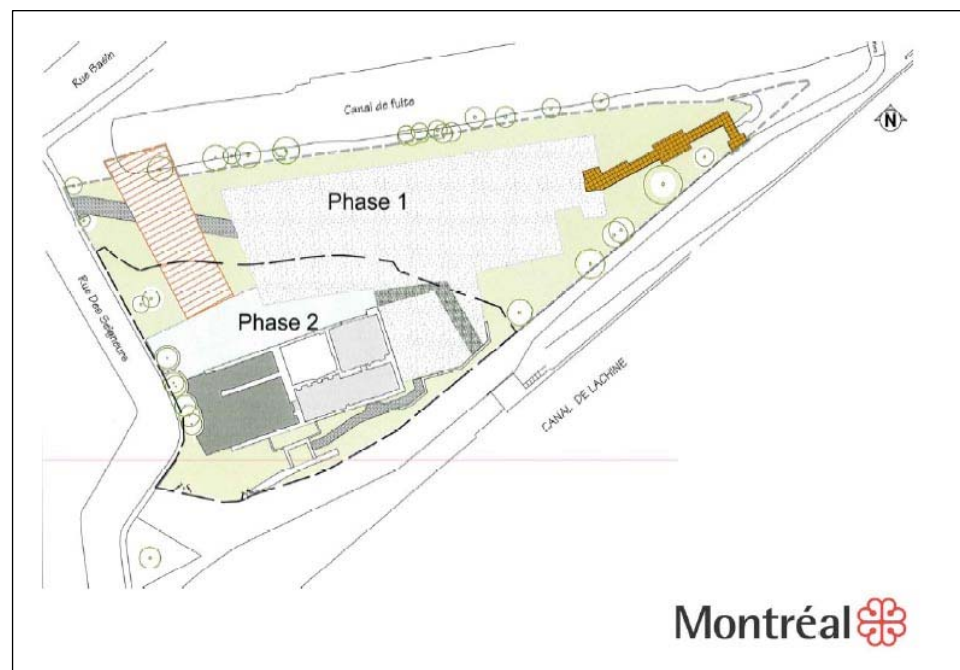 Rue Basin
Canal de fuite
N
Phase 1
Rue Des Seigneurs
Phase 2
CANAL DE LACHINE
Montréal